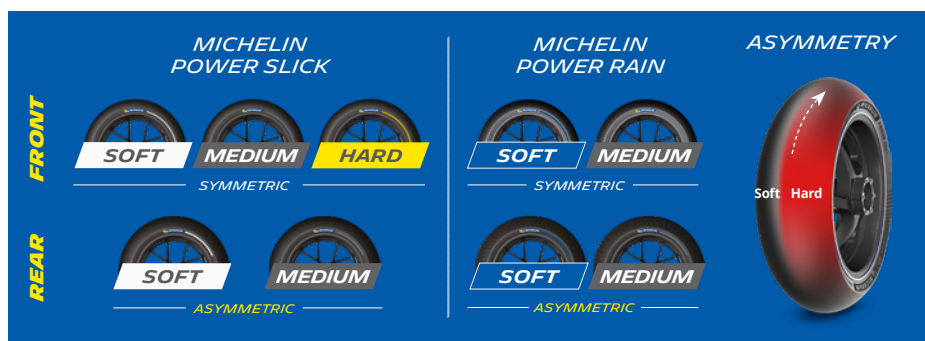 MICHELIN
POWER SLICK
MICHELIN
POWER RAIN
ASYMMETRY
FRONT
SOFT
MEDIUM
HARD
SYMMETRIC
SOFT
MEDIUM
SYMMETRIC
Soft Hard
REAR
SOFT
MEDIUM
ASYMMETRIC
SOFT
MEDIUM
ASYMMETRIC